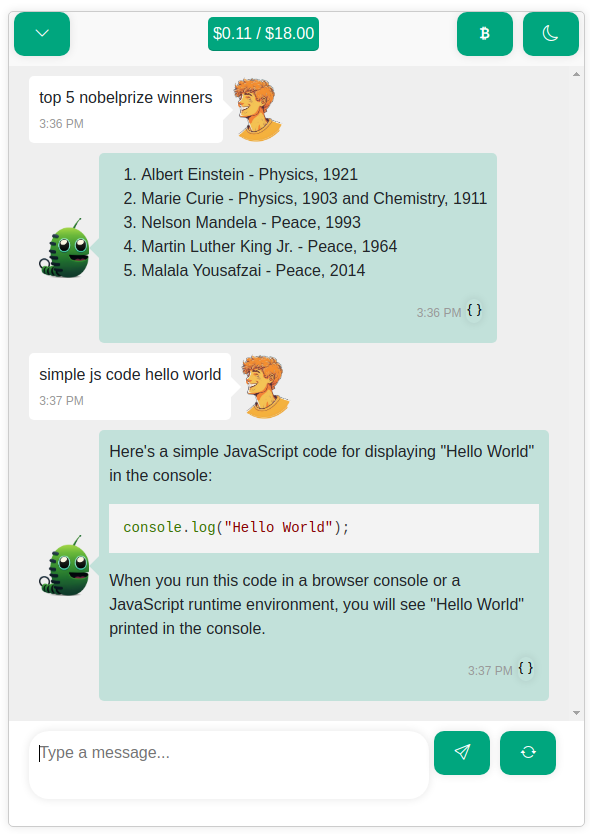 $0.11 / $18.00
top 5 nobelprize winners
3:36 PM
1. Albert Einstein - Physics, 1921
2. Marie Curie - Physics, 1903 and Chemistry, 1911
3. Nelson Mandela - Peace, 1993
4. Martin Luther King Jr. - Peace, 1964
5. Malala Yousafzai - Peace, 2014
3:36 PM { }
simple js code hello world
3:37 PM
Here's a simple JavaScript code for displaying "Hello World"
in the console:
console.log("Hello World");
When you run this code in a browser console or a
JavaScript runtime environment, you will see "Hello World"
printed in the console.
3:37 PM { }
Type a message...